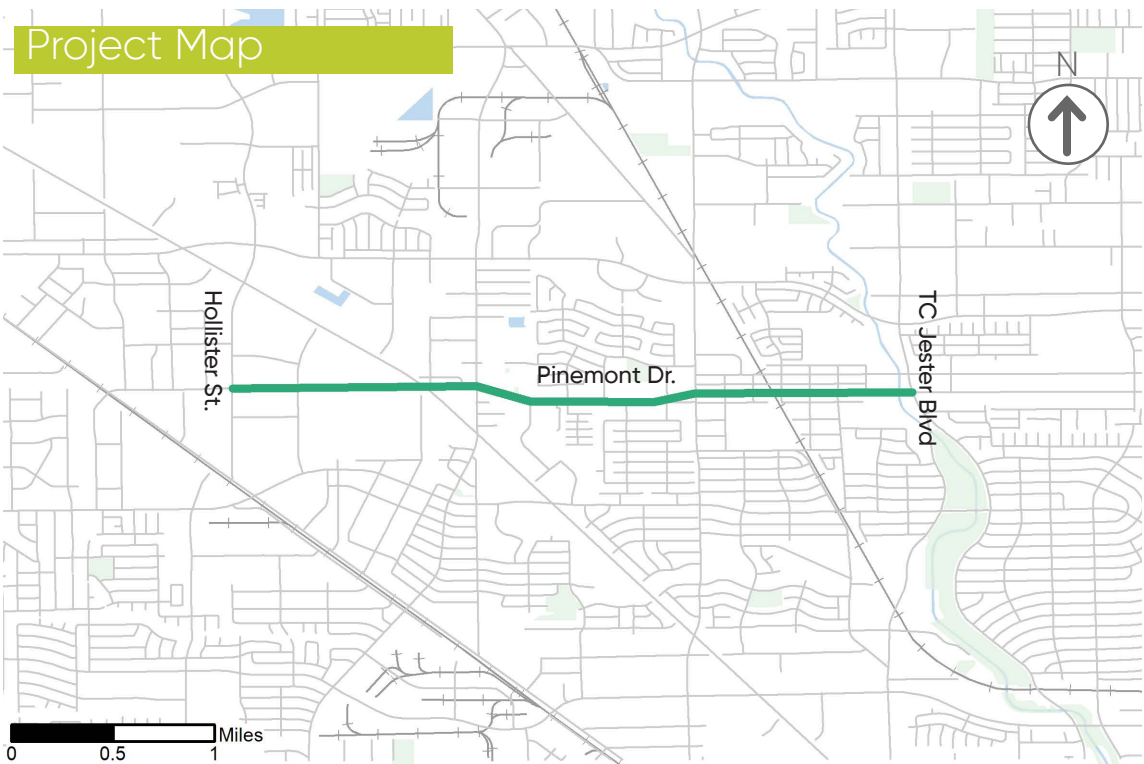 Project Map
N
Hollister St.
Pinemont Dr.
TC Jester Blvd
Miles
0 0.5 1